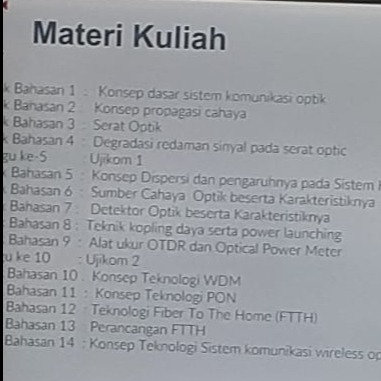 Materi Kuliah
k Bahasan 1 : Konsep dasar sistem komunikasi optik
k Bahasan 2 : Konsep propagasi cahaya
k Bahasan 3 : Serat Optik
k Bahasan 4 : Degradasi redaman sinyal pada serat optic
gu ke-5 : Ujikom 1
k Bahasan 5 : Konsep Dispersi dan pengaruhnya pada Sistem
k Bahasan 6 : Sumber Cahaya Optik beserta Karakteristiknya
Bahasan 7 : Detektor Optik beserta Karakteristiknya
Bahasan 8 : Teknik kopling daya serta power launching
Bahasan 9 : Alat ukur OTDR dan Optical Power Meter
u ke 10 : Ujikom 2
Bahasan 10 : Konsep Teknologi WDM
Bahasan 11 : Konsep Teknologi PON
Bahasan 12 : Teknologi Fiber To The Home (FTTH)
Bahasan 13 : Perancangan FTTH
Bahasan 14 : Konsep Teknologi Sistem komunikasi wireless op